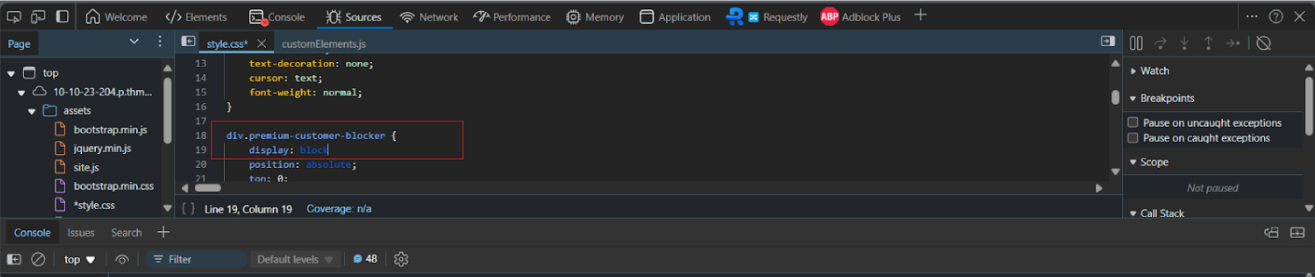 Welcome Elements Console Sources Network Performance Memory Application Requestly ABP Adblock Plus
Page style.css* customElements.js
top
10-10-23-204.p.thm...
assets
bootstrap.min.js
jquery.min.js
site.js
bootstrap.min.css
*style.css
13 text-decoration: none;
14 cursor: text;
15 font-weight: normal;
16 }
17
18 div.premium-customer-blocker {
19 display: block
20 position: absolute;
21 top: 0;
{ } Line 19, Column 19 Coverage: n/a
Watch
Breakpoints
Pause on uncaught exceptions
Pause on caught exceptions
Scope
Not paused
Call Stack
Console Issues Search
top Filter Default levels 48